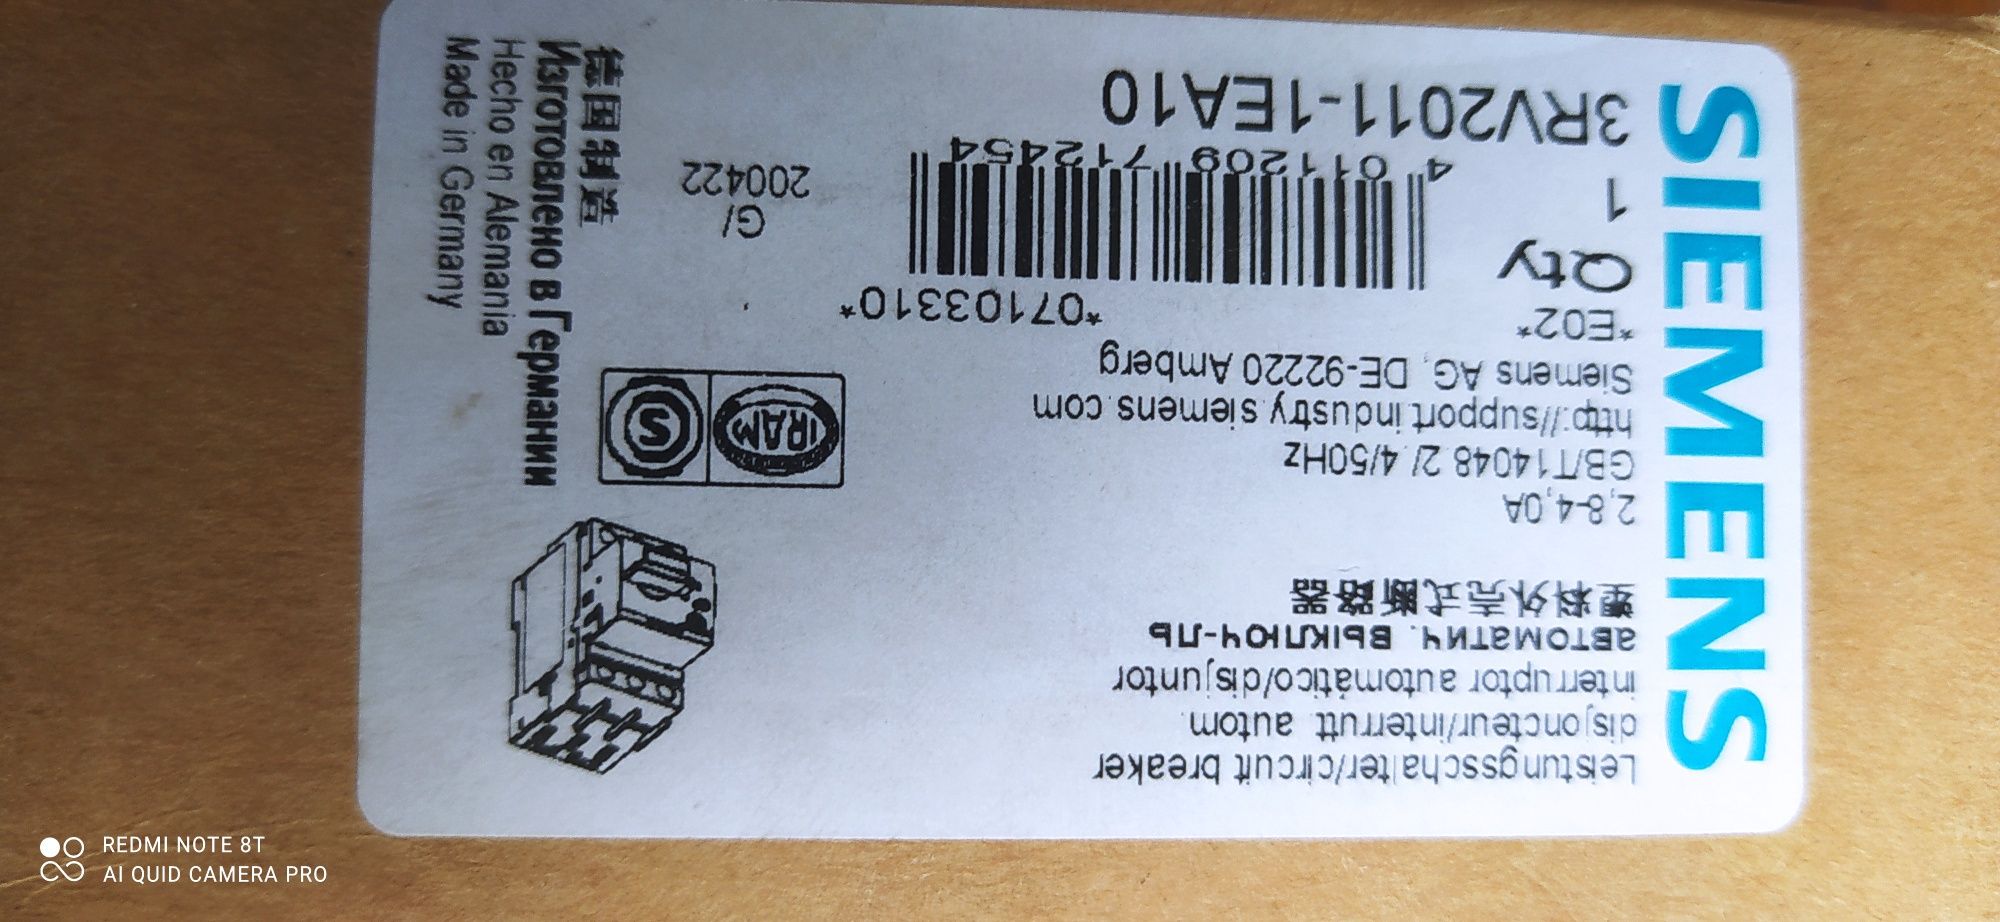 SIEMENS
3RV2011-1EA10
4 011209 712454
1
Qty
*E02*
*07103310*
G/
200422
Siemens AG, DE-92220 Amberg
http://support.industry.siemens.com
GB/T14048.2/.4/50Hz
2,8-4,0A
塑料外壳式断路器
автоматич. выключ-ль
interruptor automático/disjuntor
disjoncteur/interrutt. autom.
Leistungsschalter/circuit breaker
IRAM
S
德国制造
Изготовлено в Германии
Hecho en Alemania
Made in Germany
REDMI NOTE 8T
AI QUID CAMERA PRO